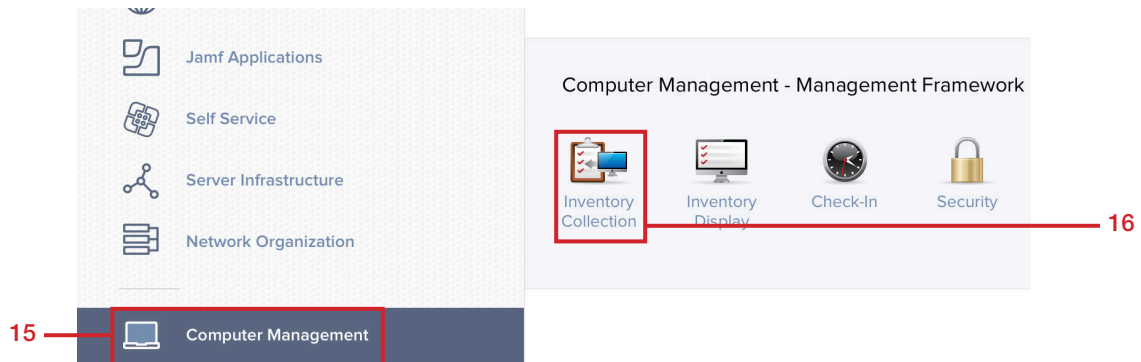 Jamf Applications
Self Service
Server Infrastructure
Network Organization
15
Computer Management
Computer Management - Management Framework
Inventory
Collection
Inventory
Display
Check-In
Security
16